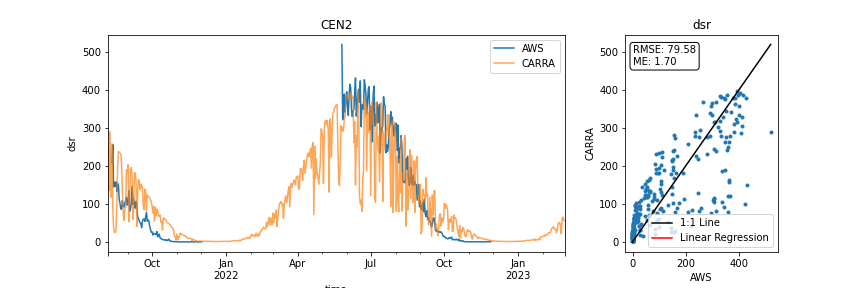 CEN2
dsr
500
400
300
200
100
0
dsr
AWS
CARRA
Oct
Jan
2022
Apr
Jul
Oct
Jan
2023
time
dsr
RMSE: 79.58
ME: 1.70
500
400
300
200
100
0
CARRA
1:1 Line
Linear Regression
0
200
400
AWS